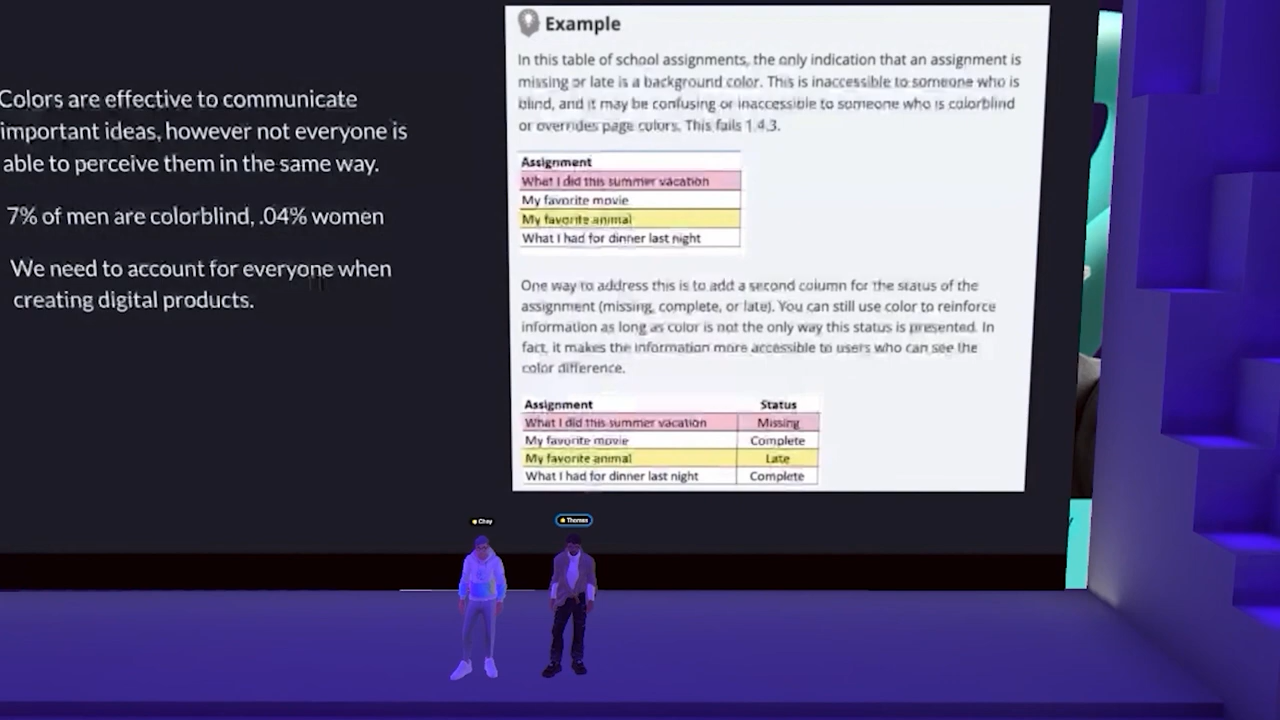 Colors are effective to communicate
important ideas, however not everyone is
able to perceive them in the same way.
7% of men are colorblind, .04% women
We need to account for everyone when
creating digital products.
Example
In this table of school assignments, the only indication that an assignment is
missing or late is a background color. This is inaccessible to someone who is
blind, and it may be confusing or inaccessible to someone who is colorblind
or overrides page colors. This fails 1.4.3.
Assignment
What I did this summer vacation
My favorite movie
My favorite animal
What I had for dinner last night
One way to address this is to add a second column for the status of the
assignment (missing, complete, or late). You can still use color to reinforce
information as long as color is not the only way this status is presented. In
fact, it makes the information more accessible to users who can see the
color difference.
Assignment Status
What I did this summer vacation Missing
My favorite movie Complete
My favorite animal Late
What I had for dinner last night Complete
Chay
Thomas